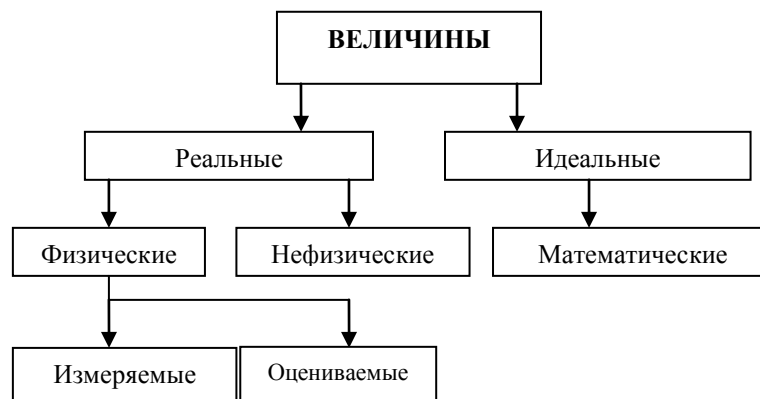 ВЕЛИЧИНЫ
Реальные
Идеальные
Физические
Нефизические
Математические
Измеряемые
Оцениваемые